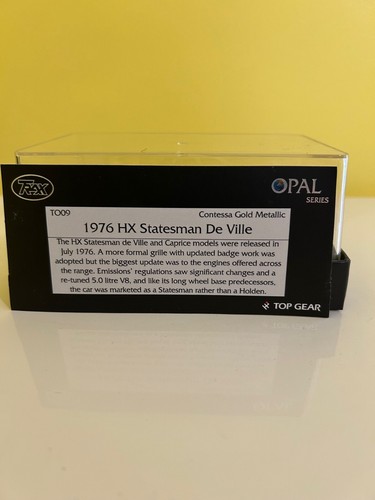 TRAX
OPAL
SERIES
TO09 Contessa Gold Metallic
1976 HX Statesman De Ville
The HX Statesman de Ville and Caprice models were released in
July 1976. A more formal grille with updated badge work was
adopted but the biggest update was to the engines offered across
the range. Emissions' regulations saw significant changes and a
re-tuned 5.0 litre V8, and like its long wheel base predecessors,
the car was marketed as a Statesman rather than a Holden.
TOP GEAR